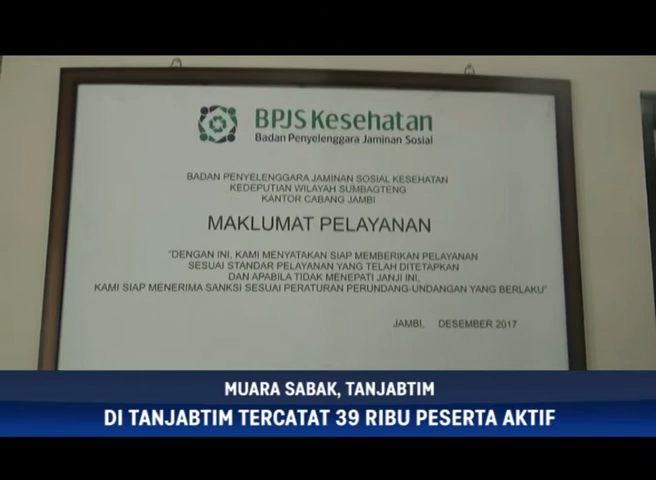 BPJS Kesehatan
Badan Penyelenggara Jaminan Sosial
BADAN PENYELENGGARA JAMINAN SOSIAL KESEHATAN
KEDEPUTIAN WILAYAH SUMBAGTENG
KANTOR CABANG JAMBI
MAKLUMAT PELAYANAN
"DENGAN INI, KAMI MENYATAKAN SIAP MEMBERIKAN PELAYANAN
SESUAI STANDAR PELAYANAN YANG TELAH DITETAPKAN
DAN APABILA TIDAK MENEPATI JANJI INI,
KAMI SIAP MENERIMA SANKSI SESUAI PERATURAN PERUNDANG-UNDANGAN YANG BERLAKU"
JAMBI, DESEMBER 2017
MUARA SABAK, TANJABTIM
DI TANJABTIM TERCATAT 39 RIBU PESERTA AKTIF